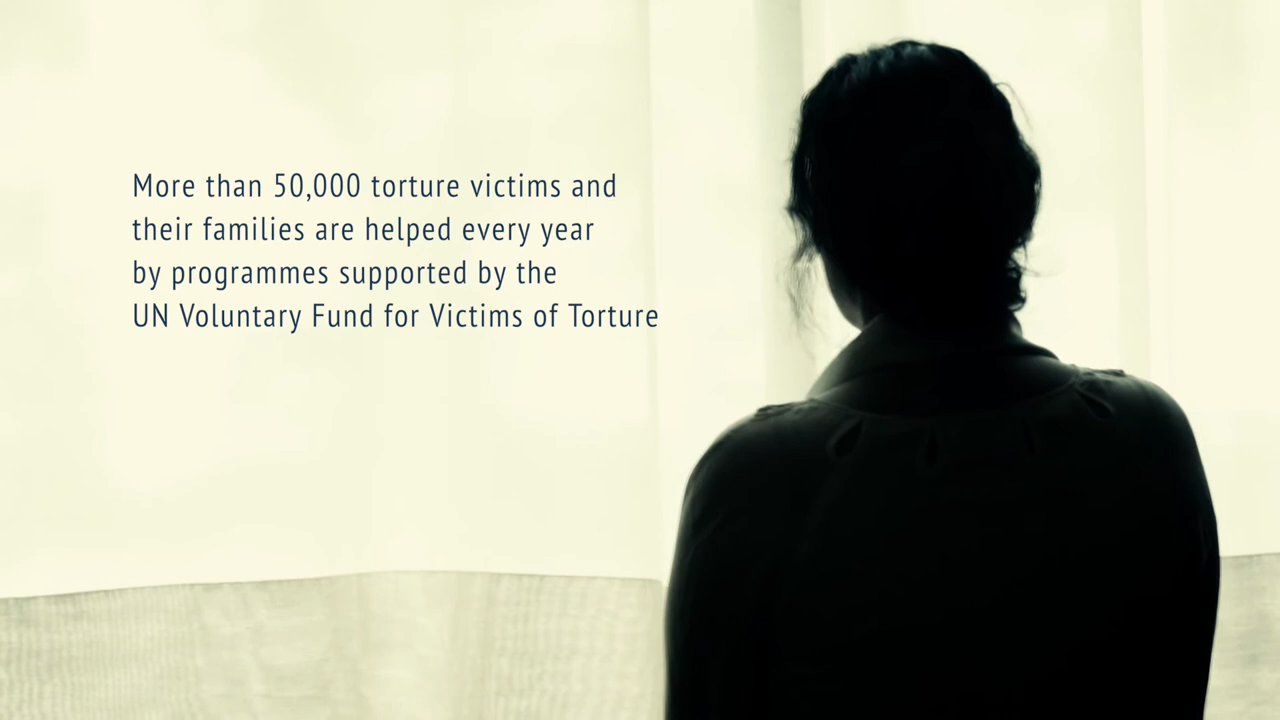 More than 50,000 torture victims and
their families are helped every year
by programmes supported by the
UN Voluntary Fund for Victims of Torture